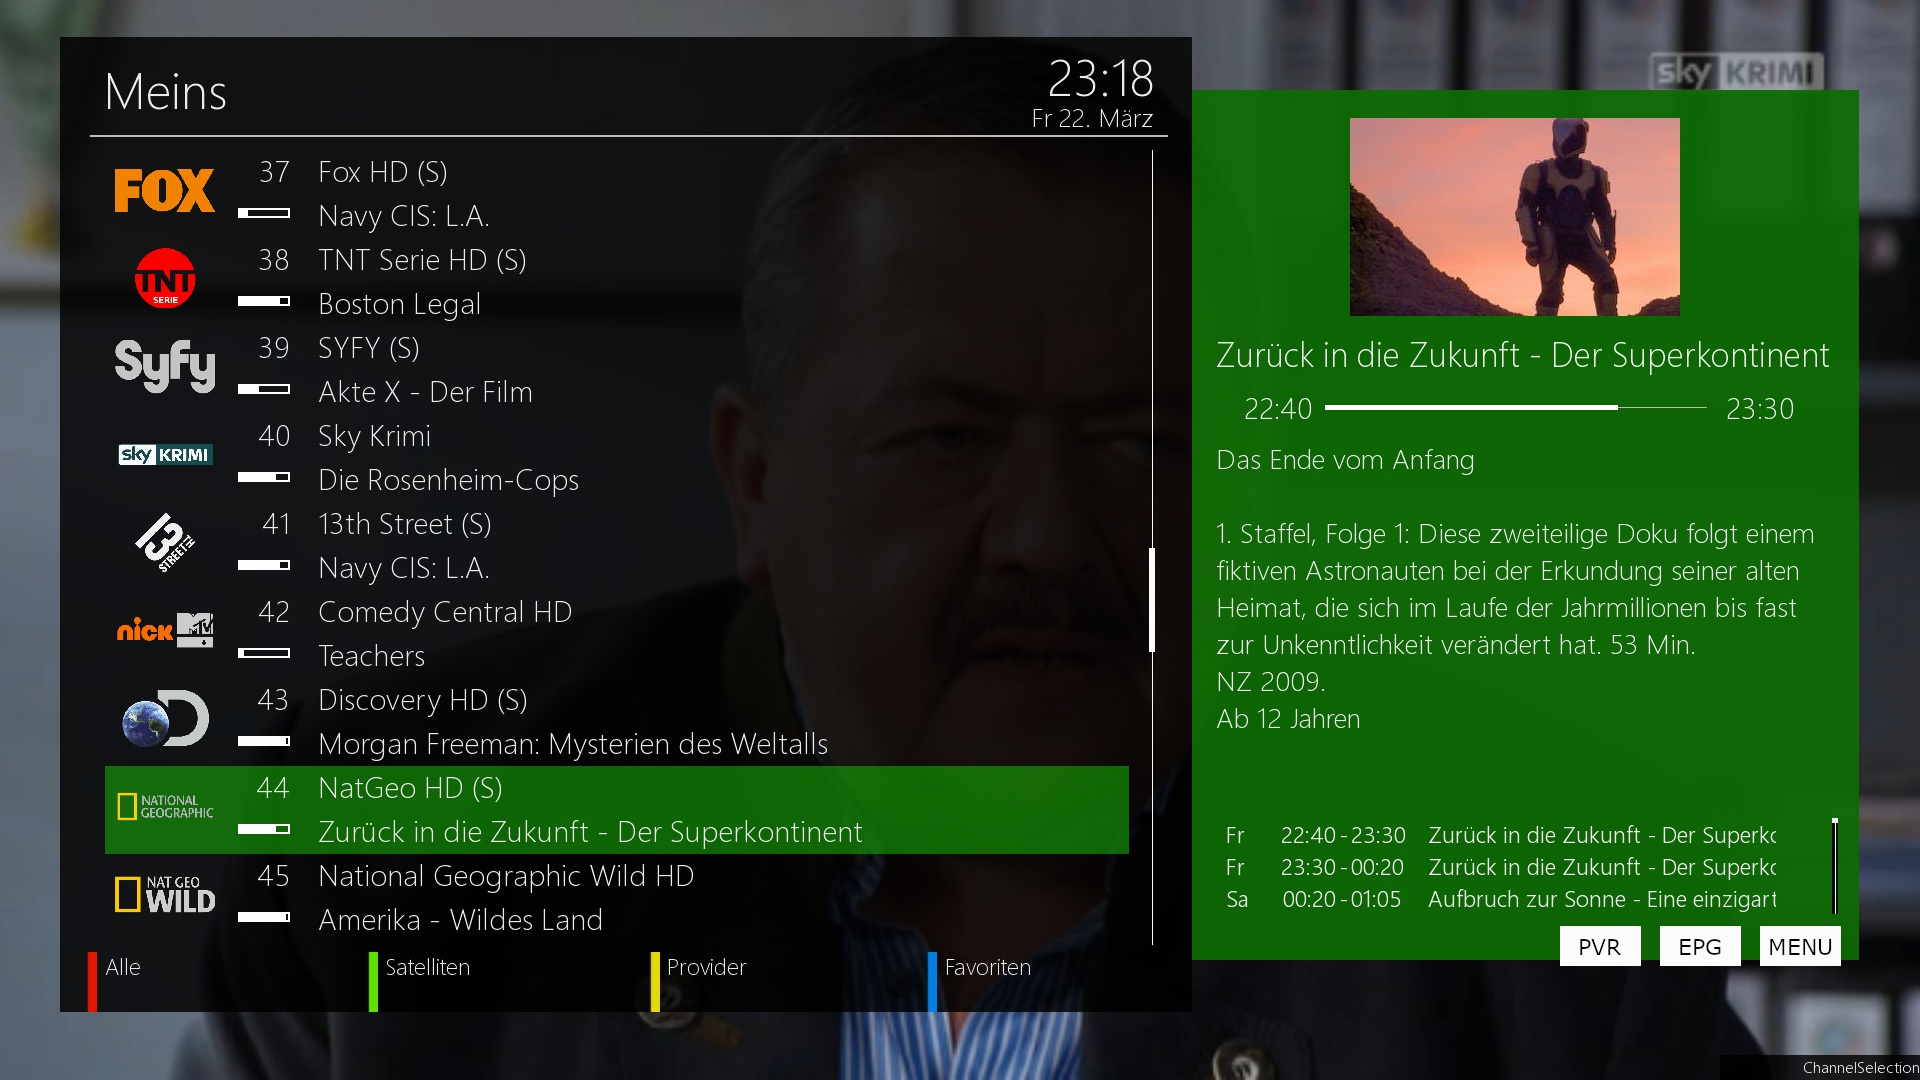 Meins
23:18
Fr 22. März
sky KRIMI
FOX
37 Fox HD (S)
Navy CIS: L.A.
TNT SERIE
38 TNT Serie HD (S)
Boston Legal
Syfy
39 SYFY (S)
Akte X - Der Film
sky KRIMI
40 Sky Krimi
Die Rosenheim-Cops
13TH STREET
41 13th Street (S)
Navy CIS: L.A.
nick MTV+
42 Comedy Central HD
Teachers
D
43 Discovery HD (S)
Morgan Freeman: Mysterien des Weltalls
NATIONAL GEOGRAPHIC
44 NatGeo HD (S)
Zurück in die Zukunft - Der Superkontinent
NAT GEO WILD
45 National Geographic Wild HD
Amerika - Wildes Land
Alle
Satelliten
Provider
Favoriten
Zurück in die Zukunft - Der Superkontinent
22:40 23:30
Das Ende vom Anfang
1. Staffel, Folge 1: Diese zweiteilige Doku folgt einem
fiktiven Astronauten bei der Erkundung seiner alten
Heimat, die sich im Laufe der Jahrmillionen bis fast
zur Unkenntlichkeit verändert hat. 53 Min.
NZ 2009.
Ab 12 Jahren
Fr 22:40-23:30 Zurück in die Zukunft - Der Superko
Fr 23:30-00:20 Zurück in die Zukunft - Der Superko
Sa 00:20-01:05 Aufbruch zur Sonne - Eine einzigart
PVR EPG MENU
ChannelSelection